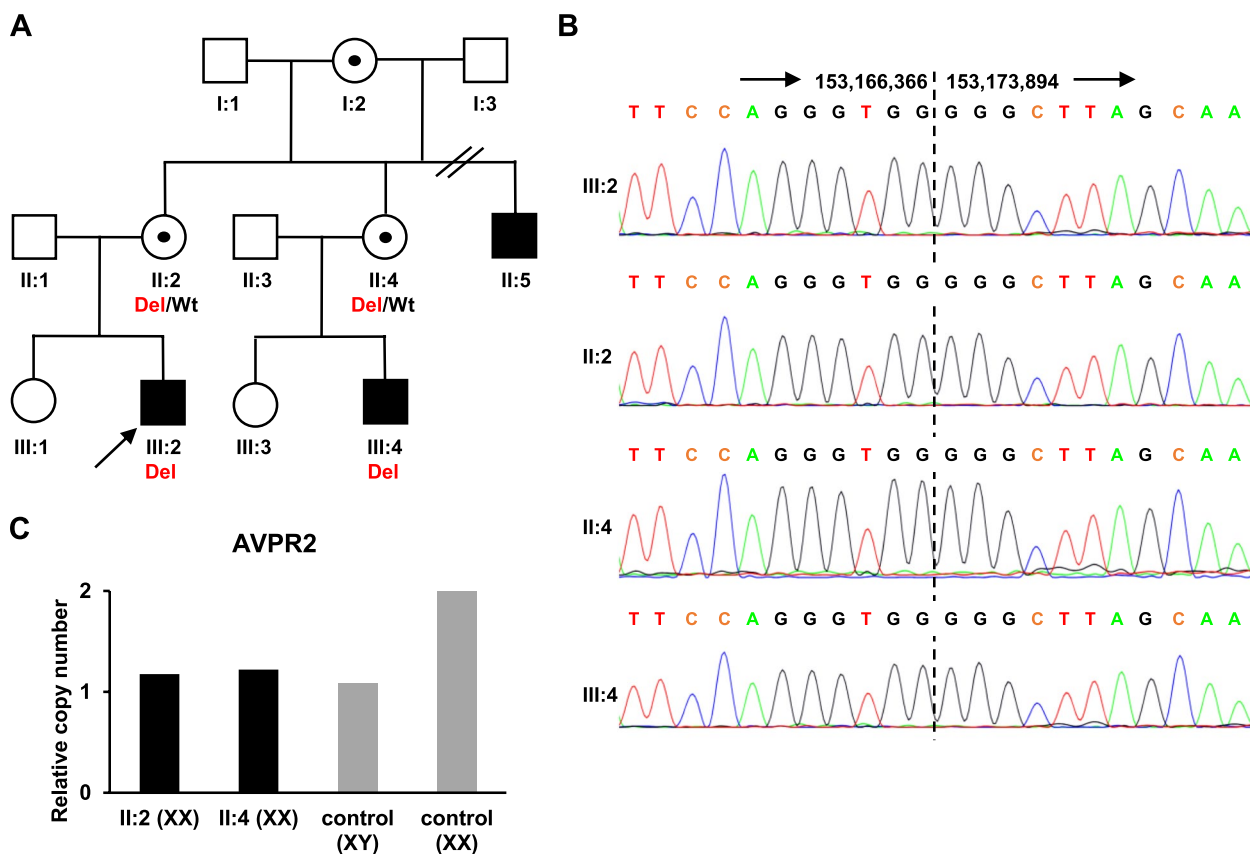 A
I:1
I:2
I:3
II:1
II:2
Del/Wt
II:3
II:4
Del/Wt
II:5
III:1
III:2
Del
III:3
III:4
Del
B
153,166,366 153,173,894
T T C C A G G G T G G G G G C T T A G C A A
III:2
T T C C A G G G T G G G G G C T T A G C A A
II:2
T T C C A G G G T G G G G G C T T A G C A A
II:4
T T C C A G G G T G G G G G C T T A G C A A
III:4
C
AVPR2
Relative copy number
2
1
0
II:2 (XX)
II:4 (XX)
control
(XY)
control
(XX)